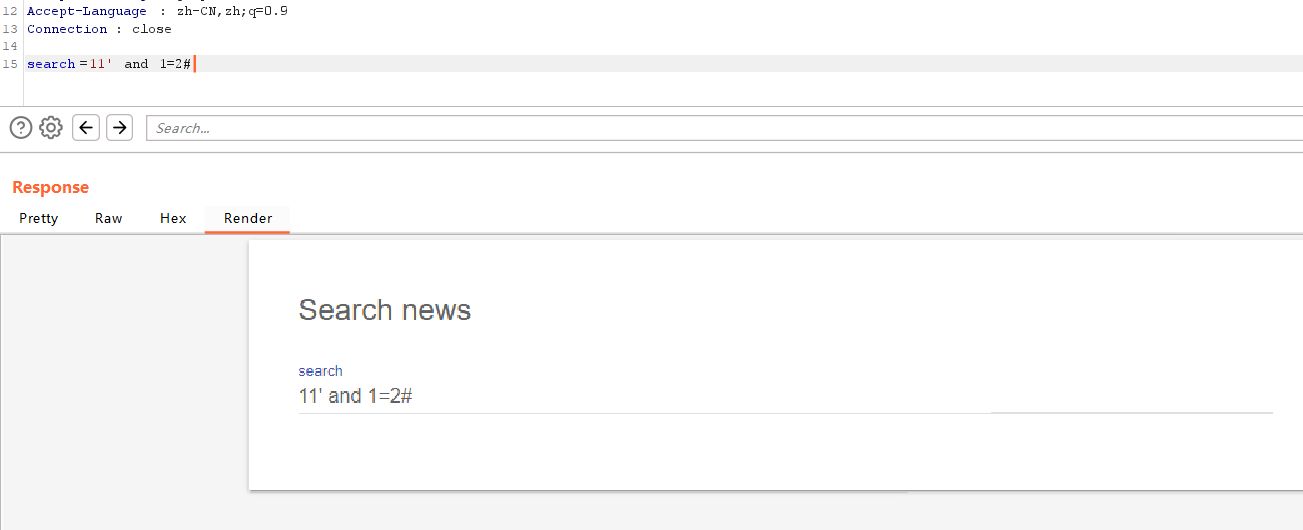 12 Accept-Language : zh-CN,zh;q=0.9
13 Connection : close
14
15 search=11' and 1=2#
? Search...
Response
Pretty Raw Hex Render
Search news
search
11' and 1=2#